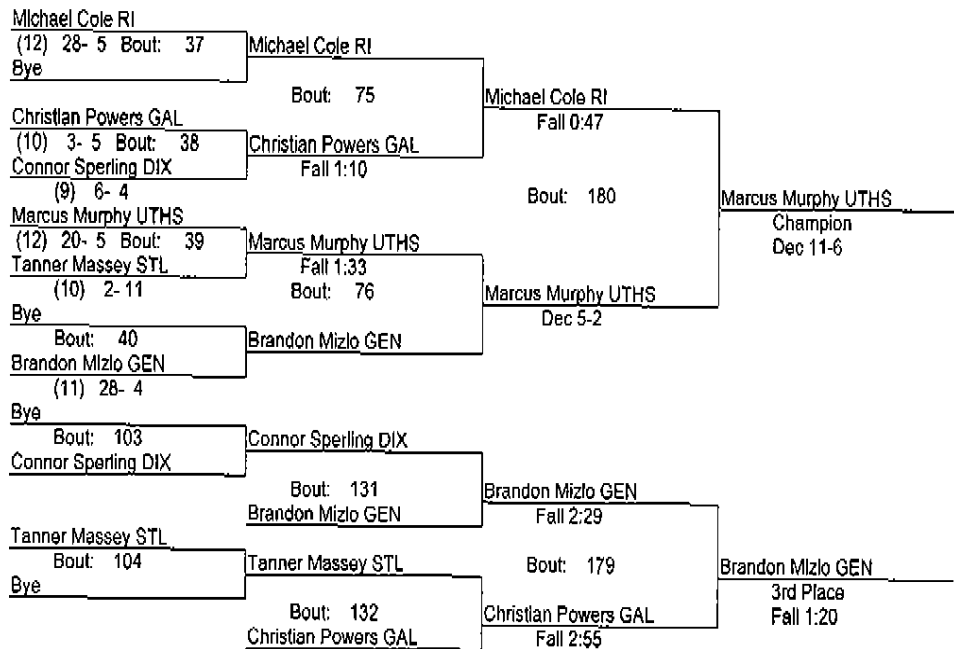 Michael Cole RI
(12) 28- 5 Bout: 37
Bye
Michael Cole RI
Bout: 75
Christian Powers GAL
(10) 3- 5 Bout: 38
Connor Sperling DIX
(9) 6- 4
Christian Powers GAL
Fall 1:10
Michael Cole RI
Fall 0:47
Bout: 180
Marcus Murphy UTHS
(12) 20- 5 Bout: 39
Tanner Massey STL
(10) 2- 11
Marcus Murphy UTHS
Fall 1:33
Bout: 76
Bye
Bout: 40
Brandon Mizlo GEN
(11) 28- 4
Brandon Mizlo GEN
Marcus Murphy UTHS
Dec 5-2
Marcus Murphy UTHS
Champion
Dec 11-6
Bye
Bout: 103
Connor Sperling DIX
Connor Sperling DIX
Bout: 131
Brandon Mizlo GEN
Brandon Mizlo GEN
Fall 2:29
Bout: 179
Tanner Massey STL
Bout: 104
Bye
Tanner Massey STL
Bout: 132
Christian Powers GAL
Christian Powers GAL
Fall 2:55
Brandon Mizlo GEN
3rd Place
Fall 1:20